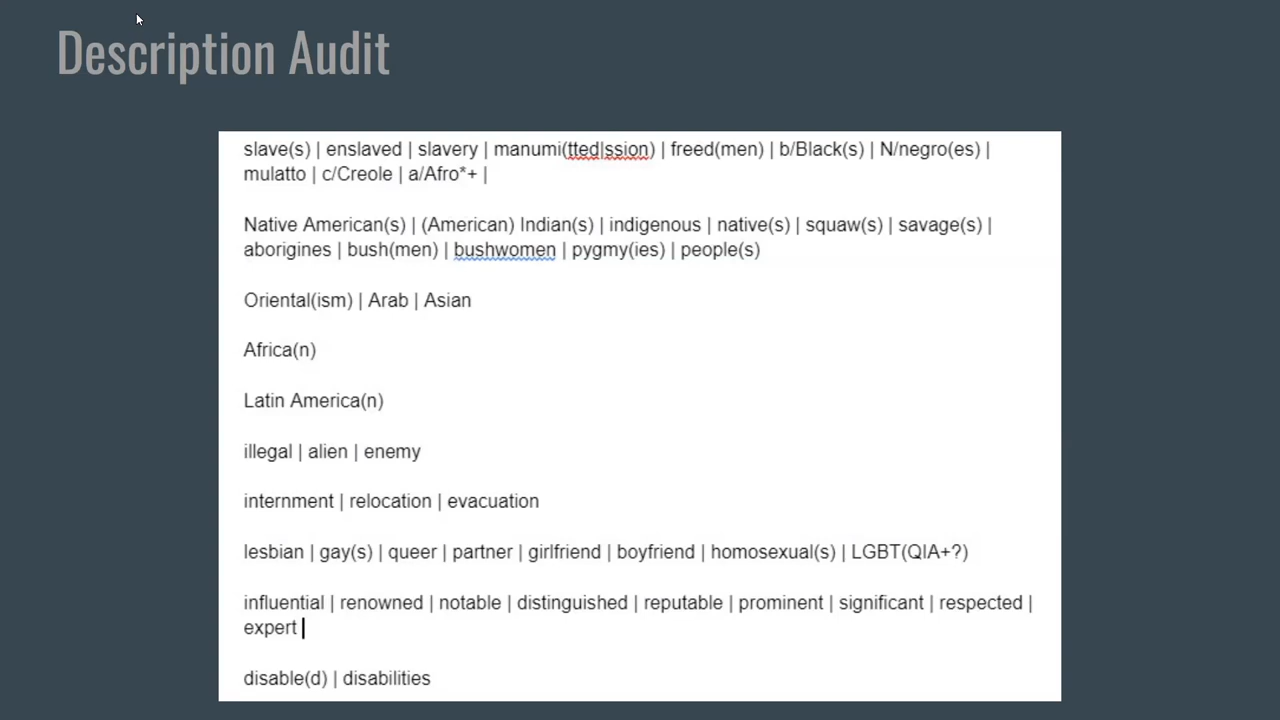 Description Audit
slave(s) | enslaved | slavery | manumi(tted|ssion) | freed(men) | b/Black(s) | N/negro(es) |
mulatto | c/Creole | a/Afro*+ |
Native American(s) | (American) Indian(s) | indigenous | native(s) | squaw(s) | savage(s) |
aborigines | bush(men) | bushwomen | pygmy(ies) | people(s)
Oriental(ism) | Arab | Asian
Africa(n)
Latin America(n)
illegal | alien | enemy
internment | relocation | evacuation
lesbian | gay(s) | queer | partner | girlfriend | boyfriend | homosexual(s) | LGBT(QIA+?)
influential | renowned | notable | distinguished | reputable | prominent | significant | respected |
expert
disable(d) | disabilities